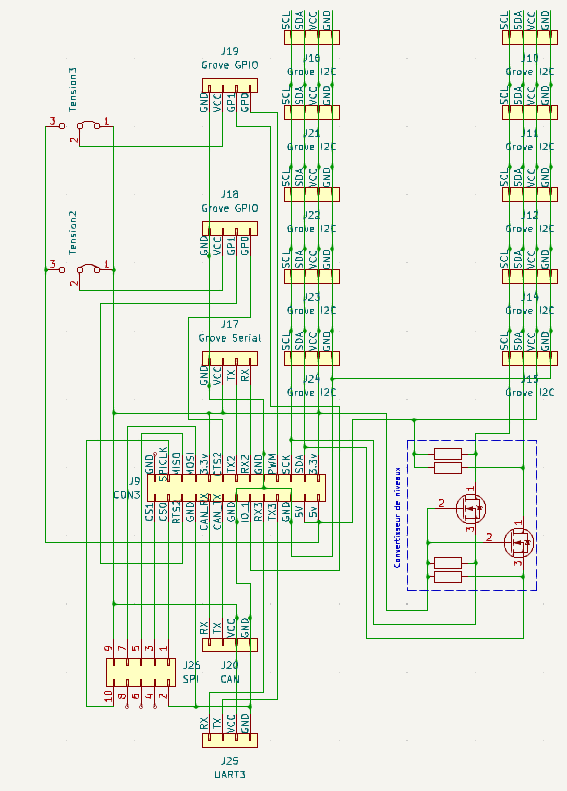 SCL SDA VCC GND
SCL SDA VCC GND
J16
Grove I2C
J10
Grove I2C
J19
Grove GPIO
GND VCC GP1 GP0
Tension3
3 2 1
SCL SDA VCC GND
SCL SDA VCC GND
J21
Grove I2C
J11
Grove I2C
SCL SDA VCC GND
SCL SDA VCC GND
J18
Grove GPIO
GND VCC GP1 GP0
J22
Grove I2C
J12
Grove I2C
Tension2
3 2 1
SCL SDA VCC GND
SCL SDA VCC GND
J23
Grove I2C
J14
Grove I2C
J17
Grove Serial
GND VCC TX RX
SCL SDA VCC GND
SCL SDA VCC GND
J24
Grove I2C
J15
Grove I2C
GND SPICLK MISO MOSI 3.3v CTS2 TX2 RX2 GND PWM SCK SDA 3.3v
J9
CON3
CS1 CS0 RTS2 GND CAN_RX CAN_TX GND IO_1 RX3 TX3 GND 5V 5v
Convertisseur de niveaux
2 1 3
2 1 3
9 7 5 3 1
J26
SPI
10 8 6 4 2
RX TX VCC GND
J20
CAN
RX TX VCC GND
J25
UART3